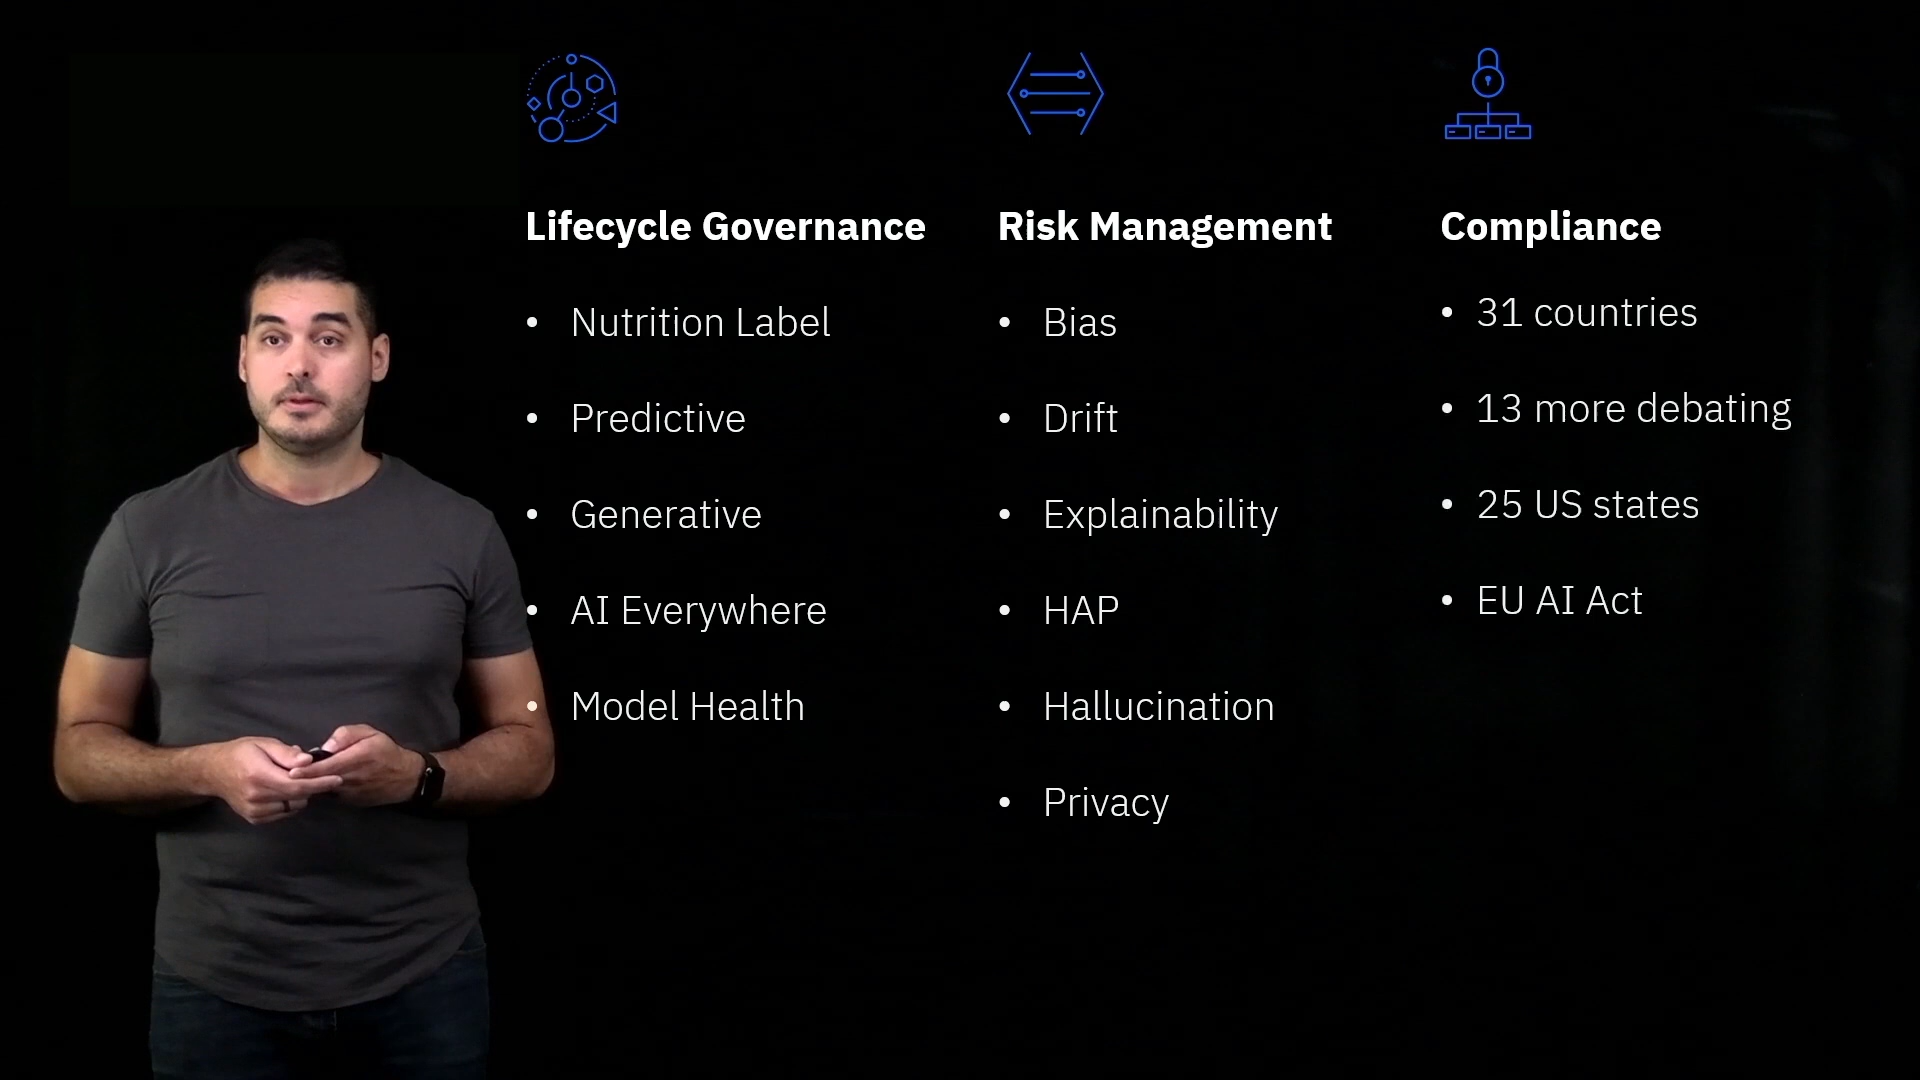 Lifecycle Governance
• Nutrition Label
• Predictive
• Generative
• AI Everywhere
• Model Health
Risk Management
• Bias
• Drift
• Explainability
• HAP
• Hallucination
• Privacy
Compliance
• 31 countries
• 13 more debating
• 25 US states
• EU AI Act